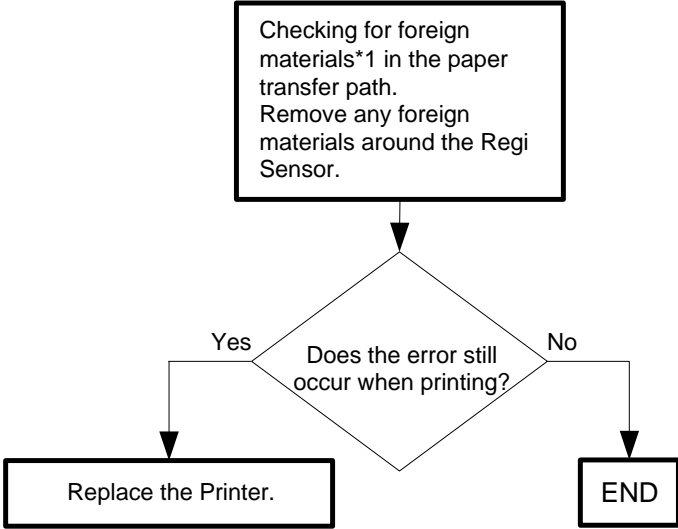 Checking for foreign
materials*1 in the paper
transfer path.
Remove any foreign
materials around the Regi
Sensor.
Yes
No
Does the error still
occur when printing?
Replace the Printer.
END